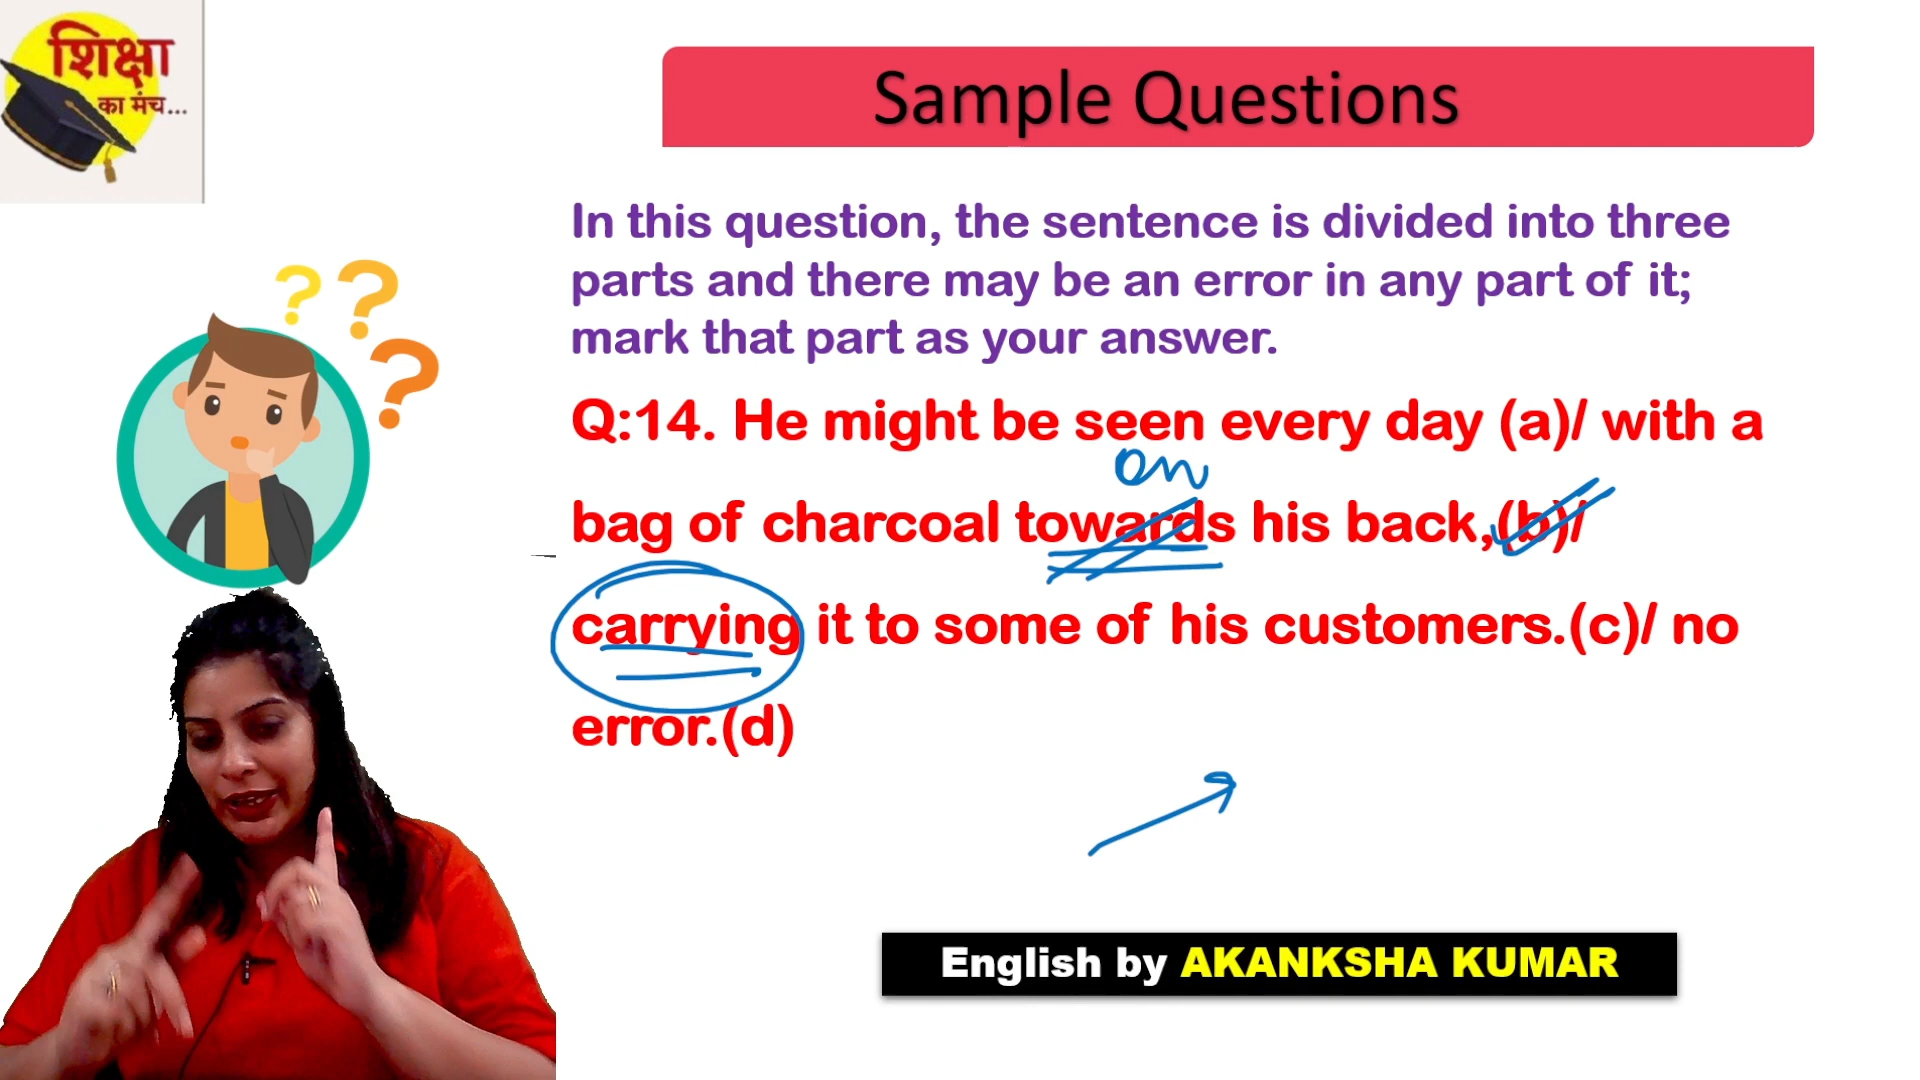 शिक्षा
का मंच...
Sample Questions
In this question, the sentence is divided into three
parts and there may be an error in any part of it;
mark that part as your answer.
Q:14. He might be seen every day (a)/ with a
on
bag of charcoal towards his back,(b)/
carrying it to some of his customers.(c)/ no
error.(d)
English by AKANKSHA KUMAR